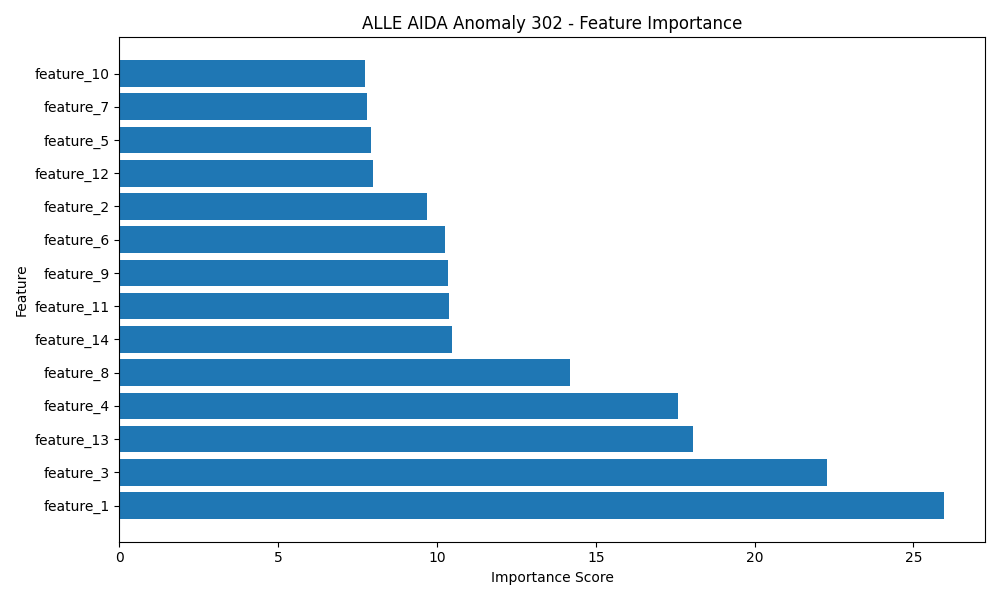 ALLE AIDA Anomaly 302 - Feature Importance
Feature
feature_10
feature_7
feature_5
feature_12
feature_2
feature_6
feature_9
feature_11
feature_14
feature_8
feature_4
feature_13
feature_3
feature_1
0 5 10 15 20 25
Importance Score